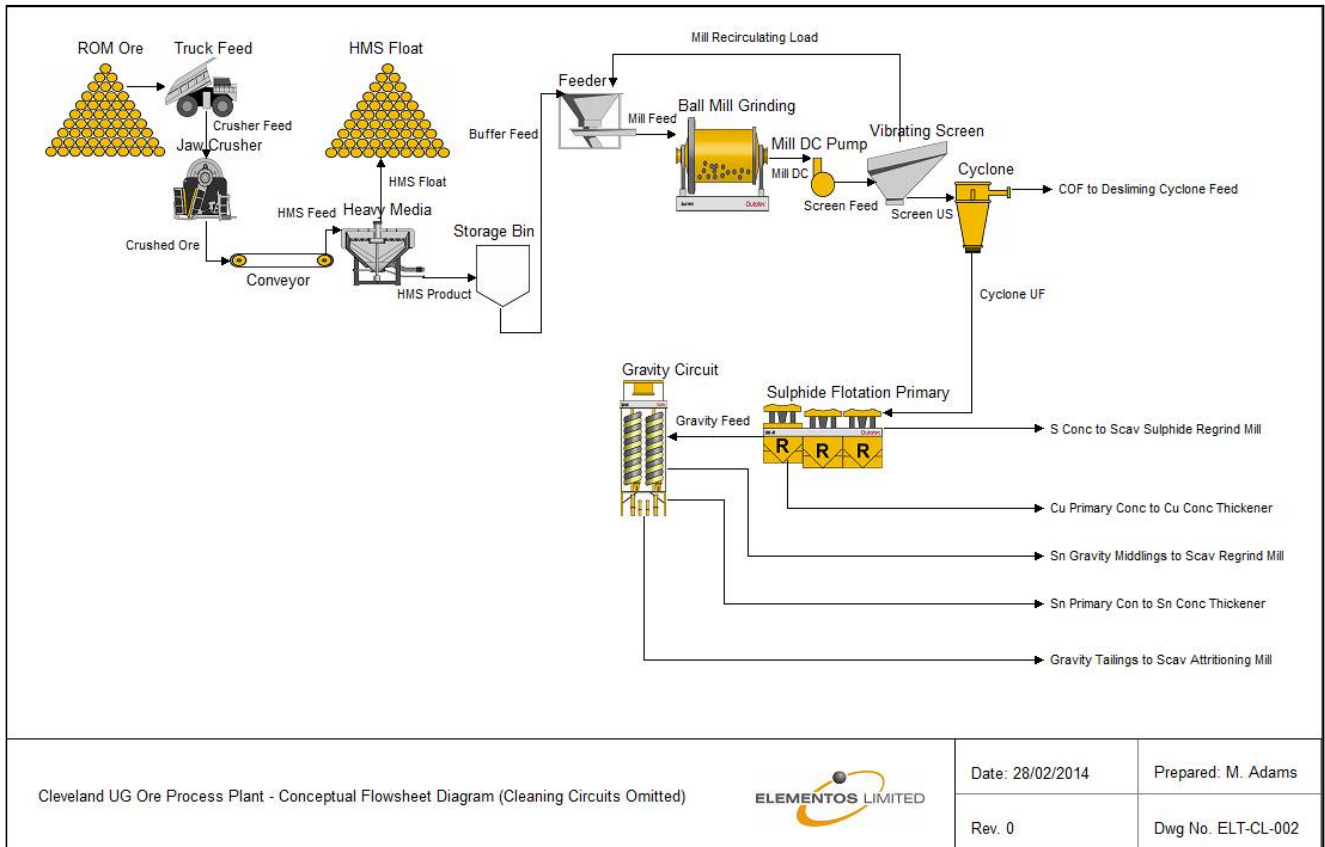 ROM Ore
Truck Feed
HMS Float
Mill Recirculating Load
Feeder
Crusher Feed
Jaw Crusher
Buffer Feed
Mill Feed
Ball Mill Grinding
Mill DC Pump
Mill DC
Vibrating Screen
Screen Feed
Screen US
Cyclone
COF to Desliming Cyclone Feed
HMS Float
HMS Feed
Heavy Media
Storage Bin
Crushed Ore
Conveyor
HMS Product
Cyclone UF
Outotec
Gravity Circuit
Sulphide Flotation Primary
Gravity Feed
Outotec
R R R
S Conc to Scav Sulphide Regrind Mill
Cu Primary Conc to Cu Conc Thickener
Sn Gravity Middlings to Scav Regrind Mill
Sn Primary Con to Sn Conc Thickener
Gravity Tailings to Scav Attritioning Mill
Cleveland UG Ore Process Plant - Conceptual Flowsheet Diagram (Cleaning Circuits Omitted)
ELEMENTOS LIMITED
Date: 28/02/2014
Prepared: M. Adams
Rev. 0
Dwg No. ELT-CL-002